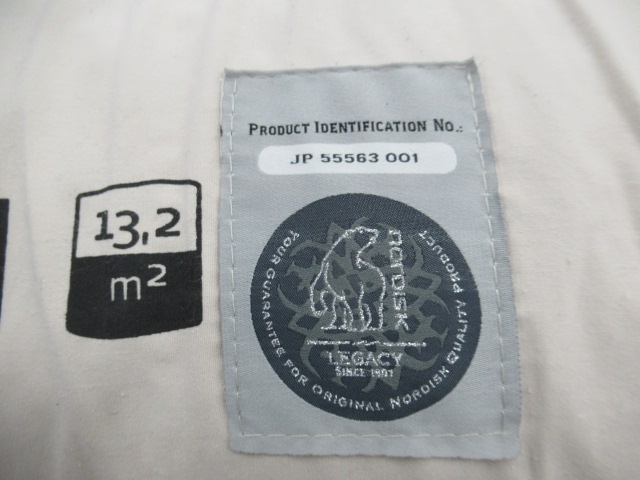 13,2
m²
PRODUCT IDENTIFICATION NO.:
JP 55563 001
nordisk
LEGACY
SINCE 1901
YOUR GUARANTEE FOR ORIGINAL NORDISK QUALITY PRODUCT